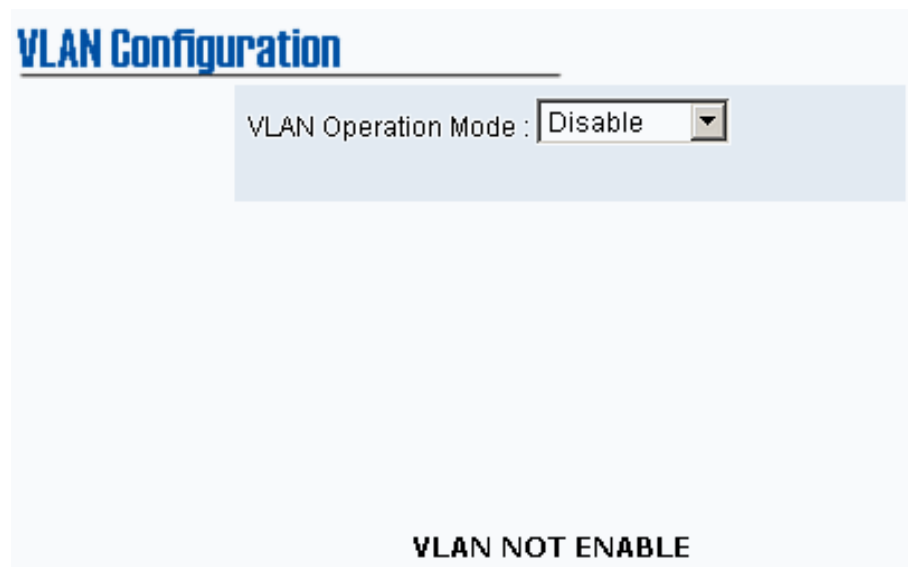 VLAN Configuration
VLAN Operation Mode : Disable
VLAN NOT ENABLE